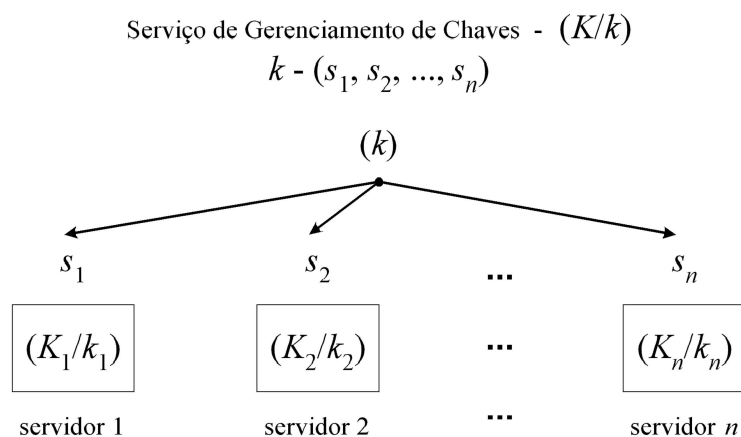 Serviço de Gerenciamento de Chaves - (K/k)
k - (s₁, s₂, ..., sₙ)
(k)
s₁ s₂ ... sₙ
(K₁/k₁) (K₂/k₂) ... (Kₙ/kₙ)
servidor 1 servidor 2 ... servidor n